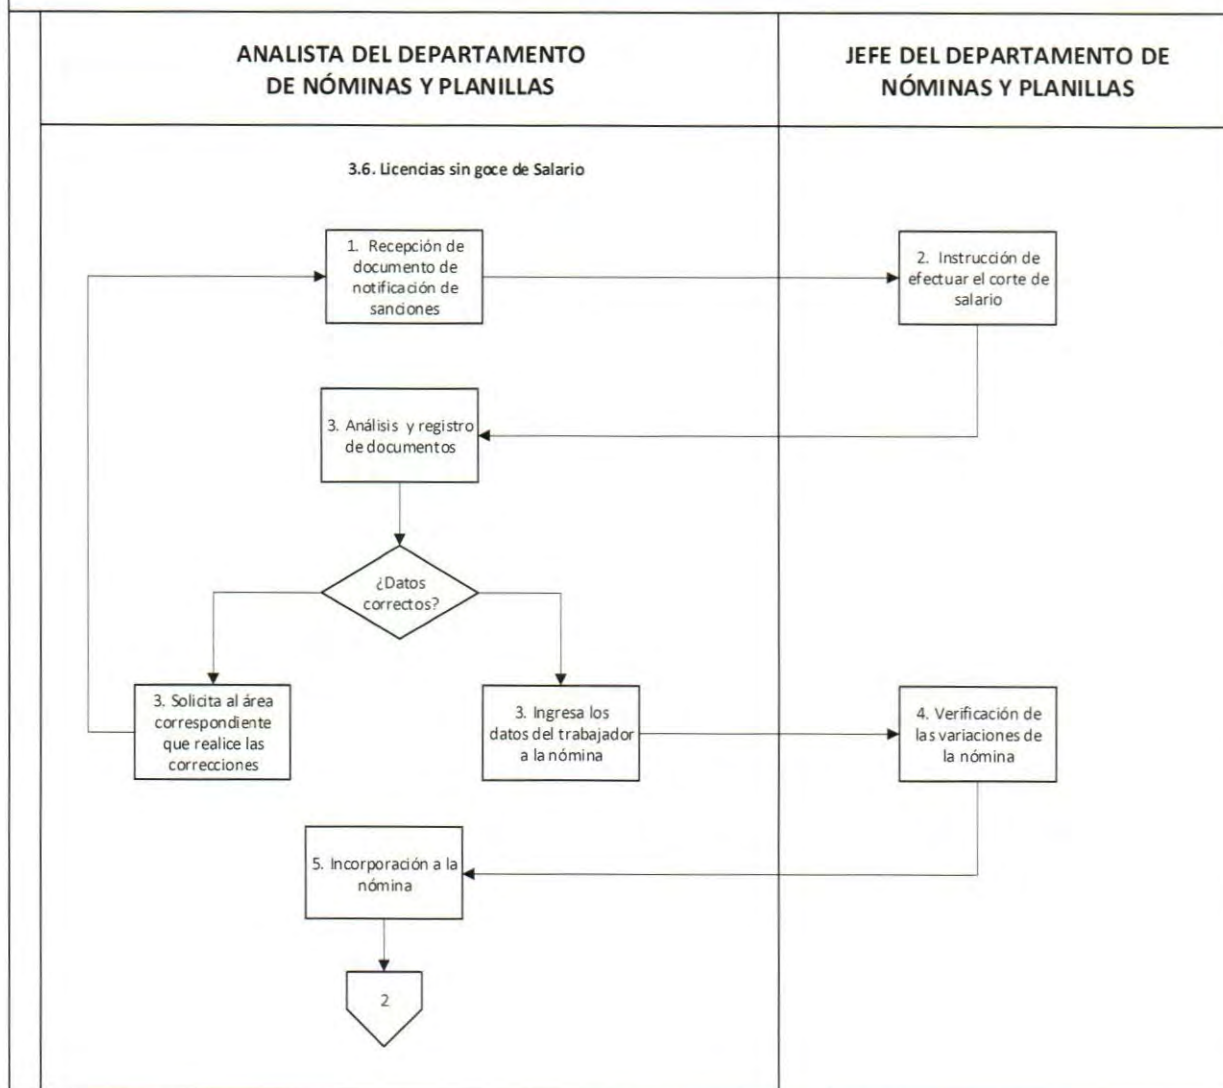 ANALISTA DEL DEPARTAMENTO
DE NÓMINAS Y PLANILLAS
JEFE DEL DEPARTAMENTO DE
NÓMINAS Y PLANILLAS
3.6. Licencias sin goce de Salario
1. Recepción de
documento de
notificación de
sanciones
2. Instrucción de
efectuar el corte de
salario
3. Análisis y registro
de documentos
¿Datos
correctos?
3. Solicita al área
correspondiente
que realice las
correcciones
3. Ingresa los
datos del trabajador
a la nómina
4. Verificación de
las variaciones de
la nómina
5. Incorporación a la
nómina
2